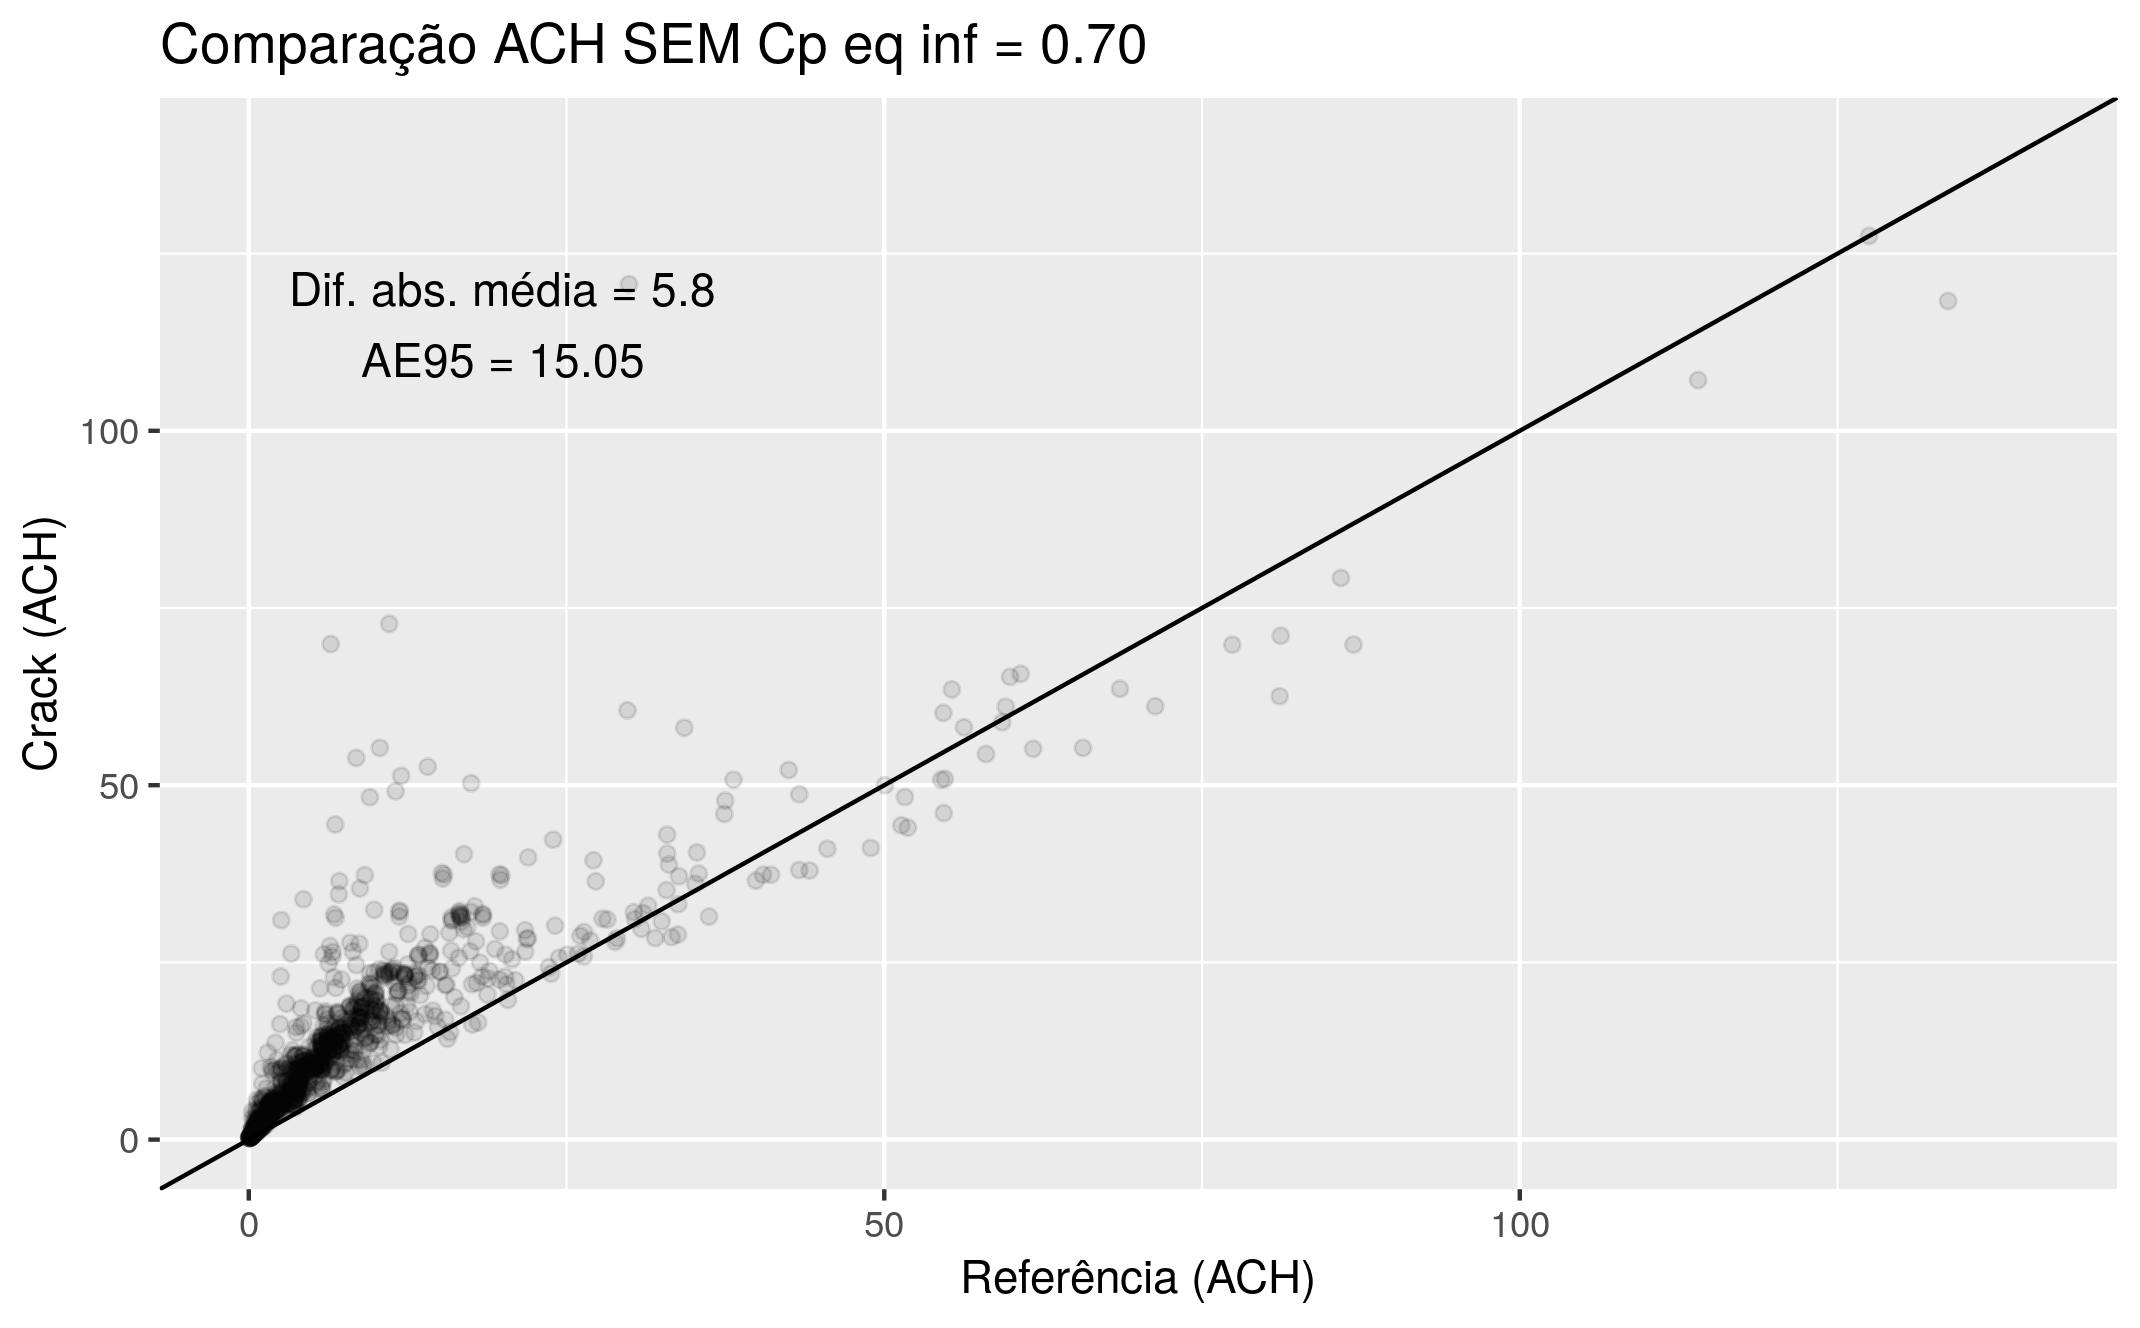 Comparação ACH SEM Cp eq inf = 0.70
Dif. abs. média = 5.8
AE95 = 15.05
100
50
0
Crack (ACH)
0
50
100
Referência (ACH)